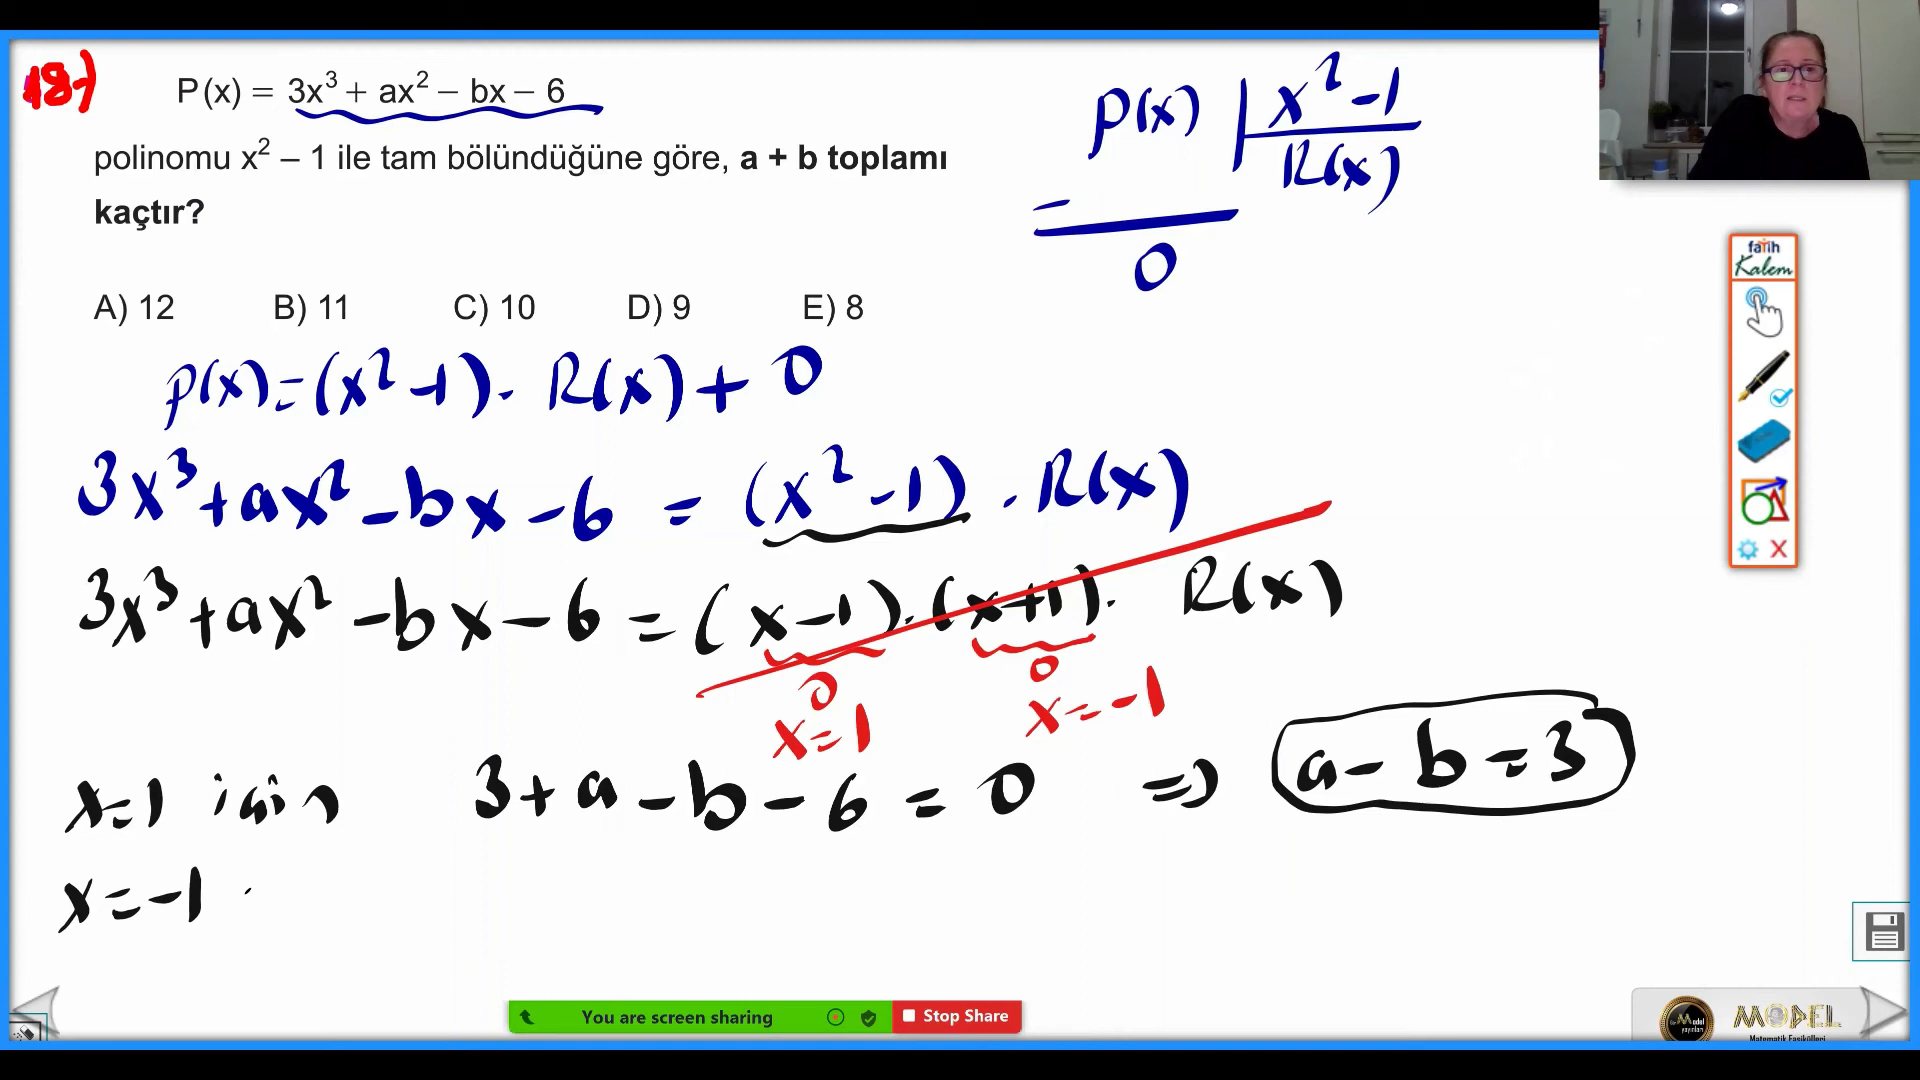 18-)
P(x) = 3x³ + ax² – bx – 6
polinomu x² – 1 ile tam bölündüğüne göre, a + b toplamı
kaçtır?
A) 12 B) 11 C) 10 D) 9 E) 8
P(x) | x² - 1
R(x)
-
0
P(x) = (x² - 1) . R(x) + 0
3x³ + ax² - bx - 6 = (x² - 1) . R(x)
3x³ + ax² - bx - 6 = (x - 1) . (x + 1) . R(x)
0 0
x = 1 x = -1
x = 1 için 3 + a - b - 6 = 0 => a - b = 3
x = -1
fatih
Kalem
You are screen sharing Stop Share
MODEL
Matematik Fasikülleri